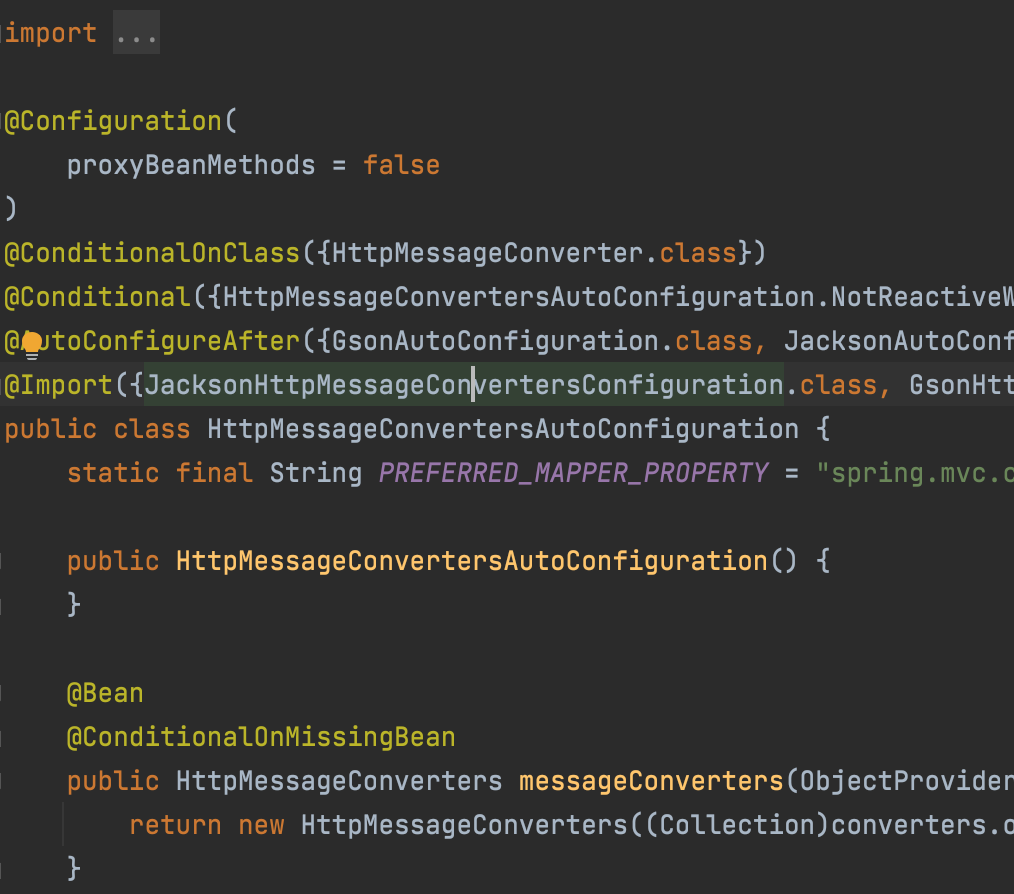 import ...
@Configuration(
    proxyBeanMethods = false
)
@ConditionalOnClass({HttpMessageConverter.class})
@Conditional({HttpMessageConvertersAutoConfiguration.NotReactiveW
@AutoConfigureAfter({GsonAutoConfiguration.class, JacksonAutoConf
@Import({JacksonHttpMessageConvertersConfiguration.class, GsonHtt
public class HttpMessageConvertersAutoConfiguration {
    static final String PREFERRED_MAPPER_PROPERTY = "spring.mvc.c
    public HttpMessageConvertersAutoConfiguration() {
    }
    @Bean
    @ConditionalOnMissingBean
    public HttpMessageConverters messageConverters(ObjectProvider
        return new HttpMessageConverters((Collection)converters.o
    }